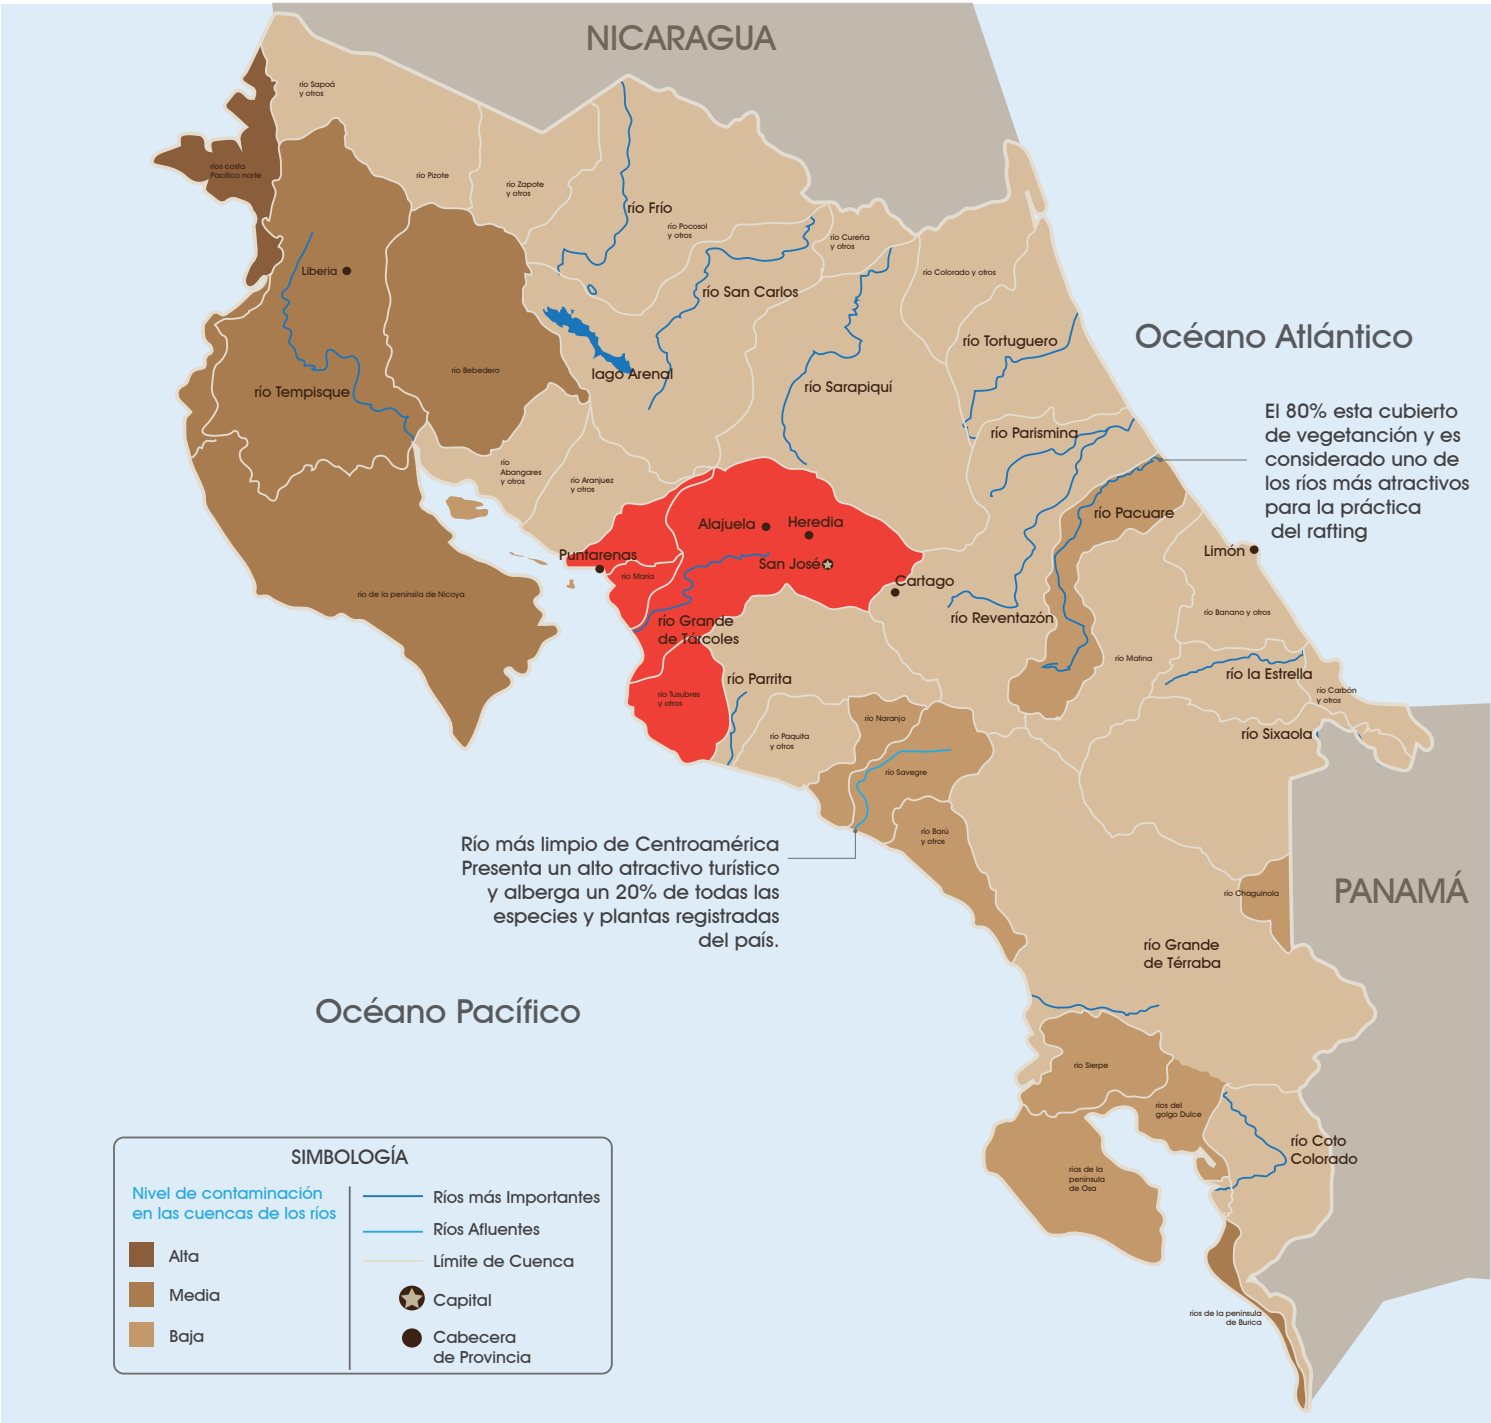 NICARAGUA
río Sapoá
y otros
ríos costa
Pacífico norte
río Pizote
río Zapote
y otros
río Frío
río Pocosol
y otros
río Cureña
y otros
río Colorado y otros
Liberia
río San Carlos
río Tortuguero
Océano Atlántico
río Bebedero
lago Arenal
río Tempisque
río Sarapiquí
río Parismina
El 80% esta cubierto
de vegetanción y es
considerado uno de
los ríos más atractivos
para la práctica
del rafting
río
Abangares
y otros
río Aranjuez
y otros
río Pacuare
Alajuela
Heredia
Puntarenas
San José
Limón
río Maria
Cartago
río de la penínsila de Nicoya
río Grande
de Tárcoles
río Reventazón
río Banano y otros
río Matina
río la Estrella
río Parrita
río Tusubres
y otros
río Carbón
y otros
río Naranjo
río Paquita
y otros
río Sixaola
río Savegre
río Barú
y otros
Río más limpio de Centroamérica
Presenta un alto atractivo turístico
y alberga un 20% de todas las
especies y plantas registradas
del país.
PANAMÁ
río Chaguinola
río Grande
de Térraba
Océano Pacífico
río Sierpe
ríos del
golgo Dulce
río Coto
Colorado
ríos de la
península
de Osa
ríos de la península
de Burica
SIMBOLOGÍA
Nivel de contaminación
en las cuencas de los ríos
Alta
Media
Baja
Ríos más Importantes
Ríos Afluentes
Límite de Cuenca
Capital
Cabecera
de Provincia